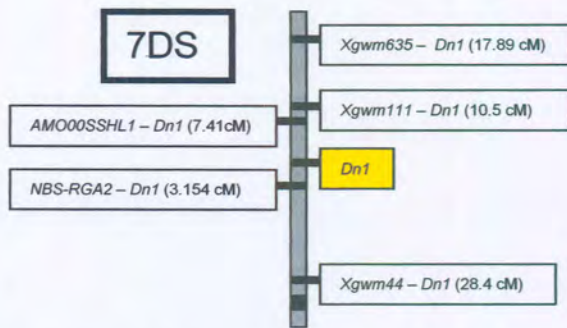 7DS
Xgwm635 – Dn1 (17.89 cM)
Xgwm111 – Dn1 (10.5 cM)
AMO00SSHL1 – Dn1 (7.41cM)
Dn1
NBS-RGA2 – Dn1 (3.154 cM)
Xgwm44 – Dn1 (28.4 cM)